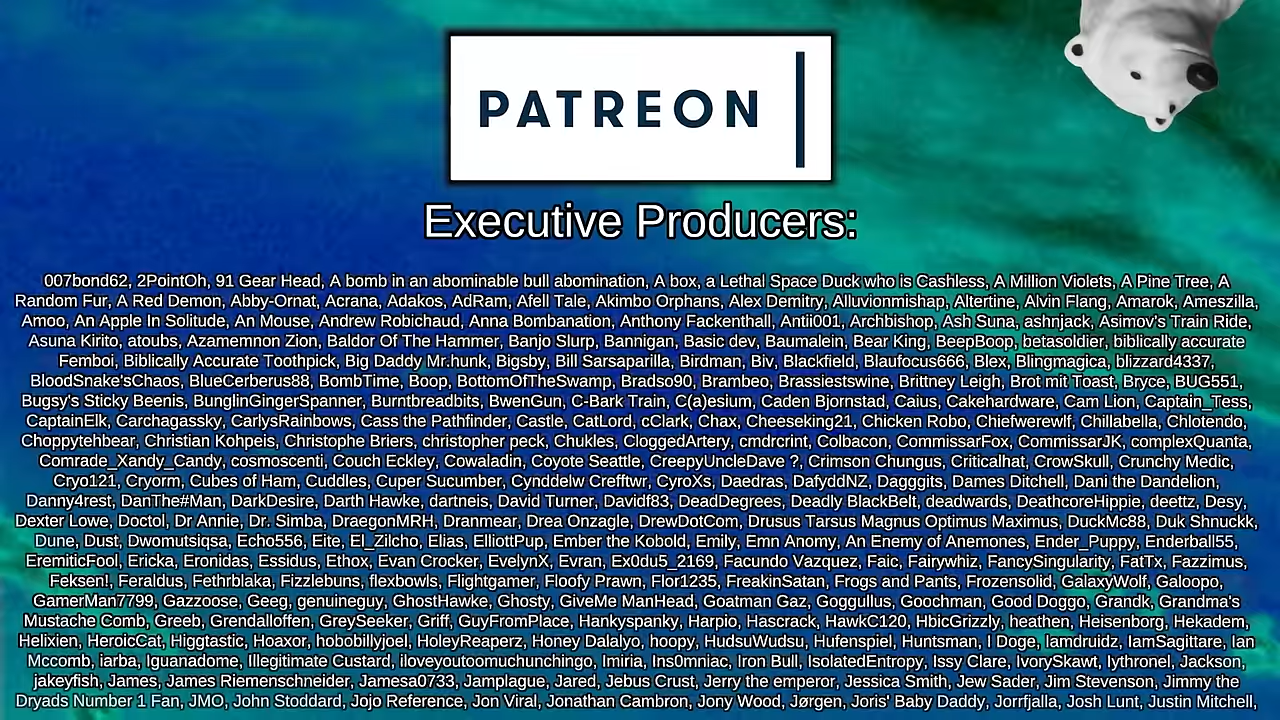 PATREON
Executive Producers:
007bond62, 2PointOh, 91 Gear Head, A bomb in an abominable bull abomination, A box, a Lethal Space Duck who is Cashless, A Million Violets, A Pine Tree, A
Random Fur, A Red Demon, Abby-Ornat, Acrana, Adakos, AdRam, Afell Tale, Akimbo Orphans, Alex Demitry, Alluvionmishap, Altertine, Alvin Flang, Amarok, Ameszilla,
Amoo, An Apple In Solitude, An Mouse, Andrew Robichaud, Anna Bombanation, Anthony Fackenthall, Antii001, Archbishop, Ash Suna, ashnjack, Asimov's Train Ride,
Asuna Kirito, atoubs, Azamemnon Zion, Baldor Of The Hammer, Banjo Slurp, Bannigan, Basic dev, Baumalein, Bear King, BeepBoop, betasoldier, biblically accurate
Femboi, Biblically Accurate Toothpick, Big Daddy Mr.hunk, Bigsby, Bill Sarsaparilla, Birdman, Biv, Blackfield, Blaufocus666, Blex, Blingmagica, blizzard4337,
BloodSnake'sChaos, BlueCerberus88, BombTime, Boop, BottomOfTheSwamp, Bradso90, Brambeo, Brassiestswine, Brittney Leigh, Brot mit Toast, Bryce, BUG551,
Bugsy's Sticky Beenis, BunglinGingerSpanner, Burntbreadbits, BwenGun, C-Bark Train, C(a)esium, Caden Bjornstad, Caius, Cakehardware, Cam Lion, Captain_Tess,
CaptainElk, Carchagassky, CarlysRainbows, Cass the Pathfinder, Castle, CatLord, cClark, Chax, Cheeseking21, Chicken Robo, Chiefwerewlf, Chillabella, Chlotendo,
Choppytehbear, Christian Kohpeis, Christophe Briers, christopher peck, Chukles, CloggedArtery, cmdrcrint, Colbacon, CommissarFox, CommissarJK, complexQuanta,
Comrade_Xandy_Candy, cosmoscenti, Couch Eckley, Cowaladin, Coyote Seattle, CreepyUncleDave ?, Crimson Chungus, Criticalhat, CrowSkull, Crunchy Medic,
Cryo121, Cryorm, Cubes of Ham, Cuddles, Cuper Sucumber, Cynddelw Crefftwr, CyroXs, Daedras, DafyddNZ, Dagggits, Dames Ditchell, Dani the Dandelion,
Danny4rest, DanThe#Man, DarkDesire, Darth Hawke, dartneis, David Turner, Davidf83, DeadDegrees, Deadly BlackBelt, deadwards, DeathcoreHippie, deettz, Desy,
Dexter Lowe, Doctol, Dr Annie, Dr. Simba, DraegonMRH, Dranmear, Drea Onzagle, DrewDotCom, Drusus Tarsus Magnus Optimus Maximus, DuckMc88, Duk Shnuckk,
Dune, Dust, Dwomutsiqsa, Echo556, Eite, El_Zilcho, Elias, ElliottPup, Ember the Kobold, Emily, Emn Anomy, An Enemy of Anemones, Ender_Puppy, Enderball55,
EremiticFool, Ericka, Eronidas, Essidus, Ethox, Evan Crocker, EvelynX, Evran, Ex0du5_2169, Facundo Vazquez, Faic, Fairywhiz, FancySingularity, FatTx, Fazzimus,
Feksen!, Feraldus, Fethrblaka, Fizzlebuns, flexbowls, Flightgamer, Floofy Prawn, Flor1235, FreakinSatan, Frogs and Pants, Frozensolid, GalaxyWolf, Galoopo,
GamerMan7799, Gazzoose, Geeg, genuineguy, GhostHawke, Ghosty, GiveMe ManHead, Goatman Gaz, Goggullus, Goochman, Good Doggo, Grandk, Grandma's
Mustache Comb, Greeb, Grendalloffen, GreySeeker, Griff, GuyFromPlace, Hankyspanky, Harpio, Hascrack, HawkC120, HbicGrizzly, heathen, Heisenborg, Hekadem,
Helixien, HeroicCat, Higgtastic, Hoaxor, hobobillyjoel, HoleyReaperz, Honey Dalalyo, hoopy, HudsuWudsu, Hufenspiel, Huntsman, I Doge, Iamdruidz, IamSagittare, Ian
Mccomb, iarba, Iguanadome, Illegitimate Custard, iloveyoutoomuchunchingo, Imiria, Ins0mniac, Iron Bull, IsolatedEntropy, Issy Clare, IvorySkawt, Iythronel, Jackson,
jakeyfish, James, James Riemenschneider, Jamesa0733, Jamplague, Jared, Jebus Crust, Jerry the emperor, Jessica Smith, Jew Sader, Jim Stevenson, Jimmy the
Dryads Number 1 Fan, JMO, John Stoddard, Jojo Reference, Jon Viral, Jonathan Cambron, Jony Wood, Jørgen, Joris' Baby Daddy, Jorrfjalla, Josh Lunt, Justin Mitchell,